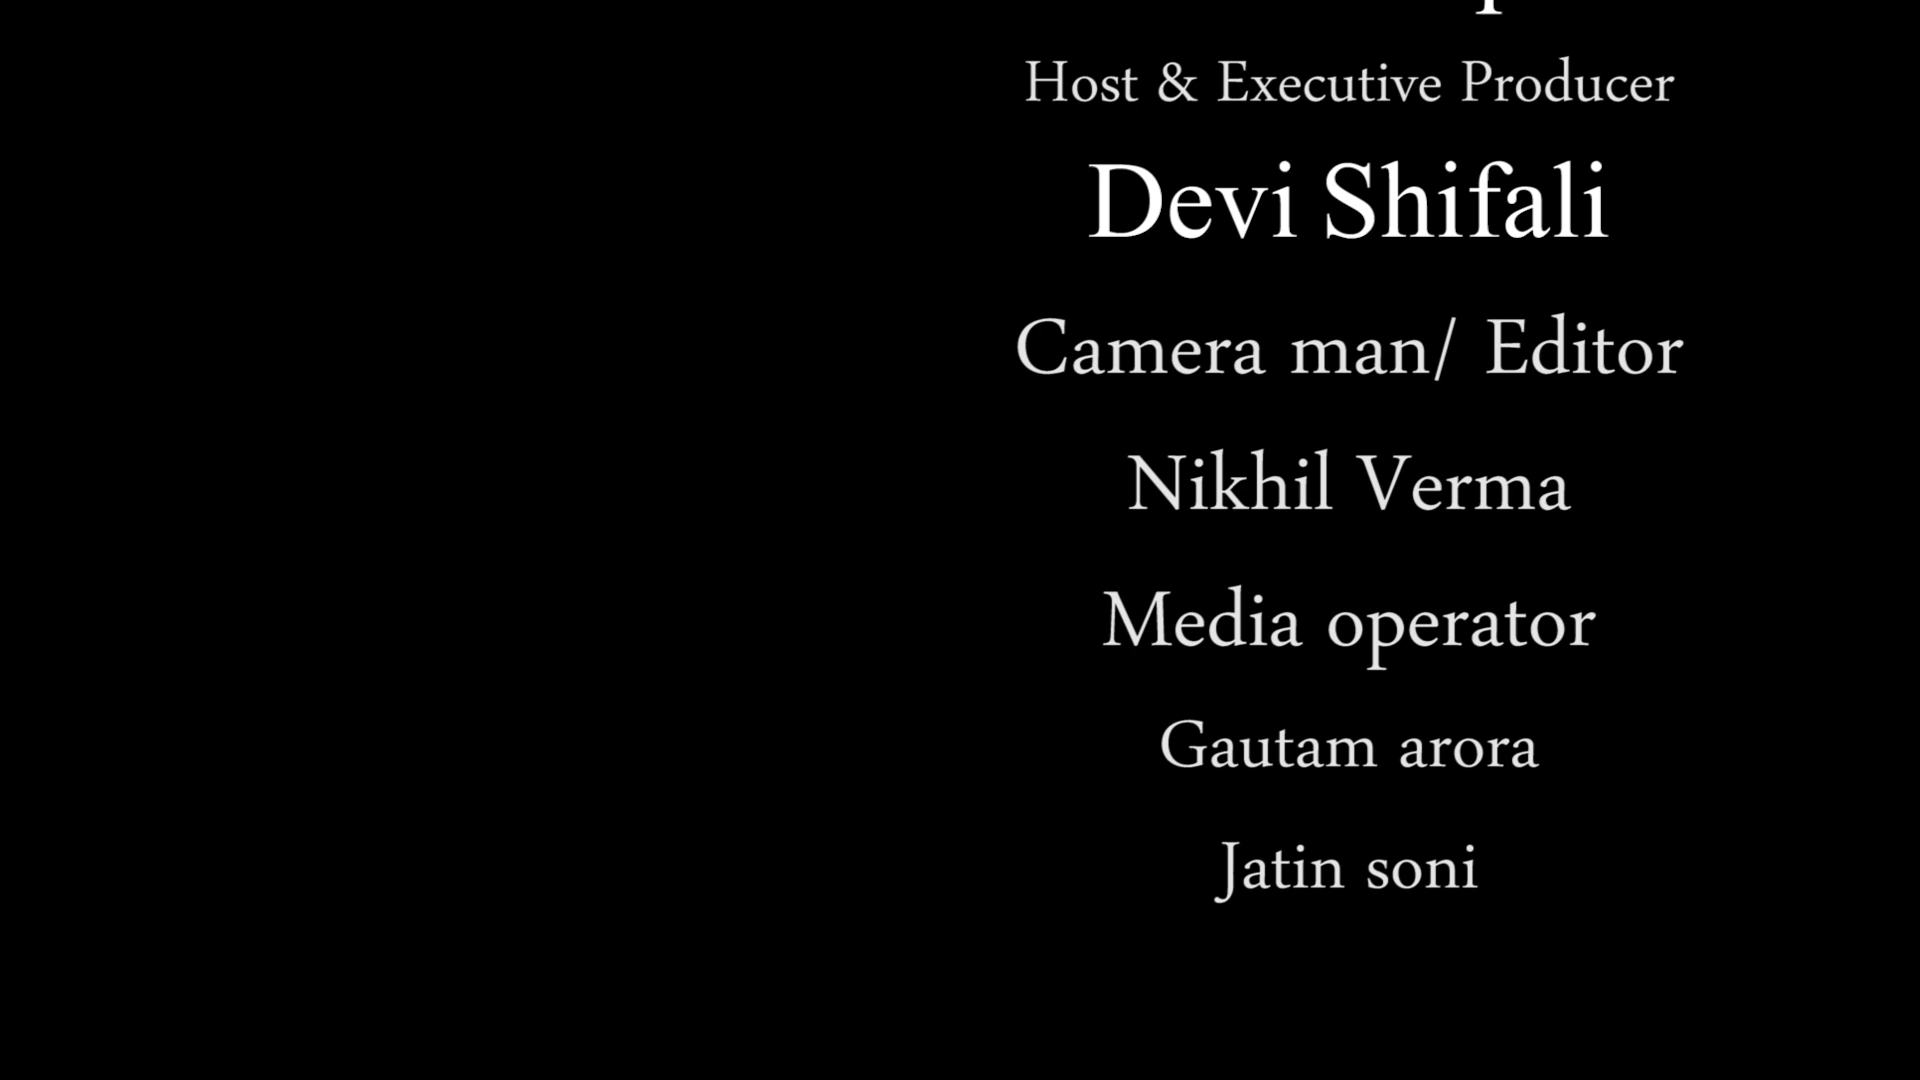 Host & Executive Producer
Devi Shifali
Camera man/ Editor
Nikhil Verma
Media operator
Gautam arora
Jatin soni